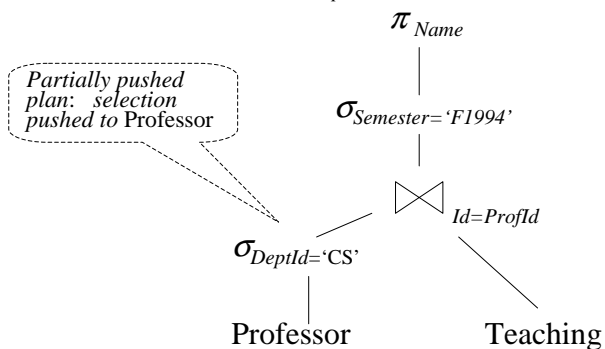 π Name
Partially pushed
plan: selection
pushed to Professor
σ Semester=‘F1994’
Id=ProfId
σ DeptId=‘CS’
Professor Teaching